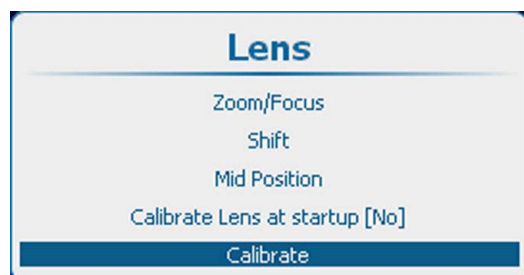 Lens
Zoom/Focus
Shift
Mid Position
Calibrate Lens at startup [No]
Calibrate